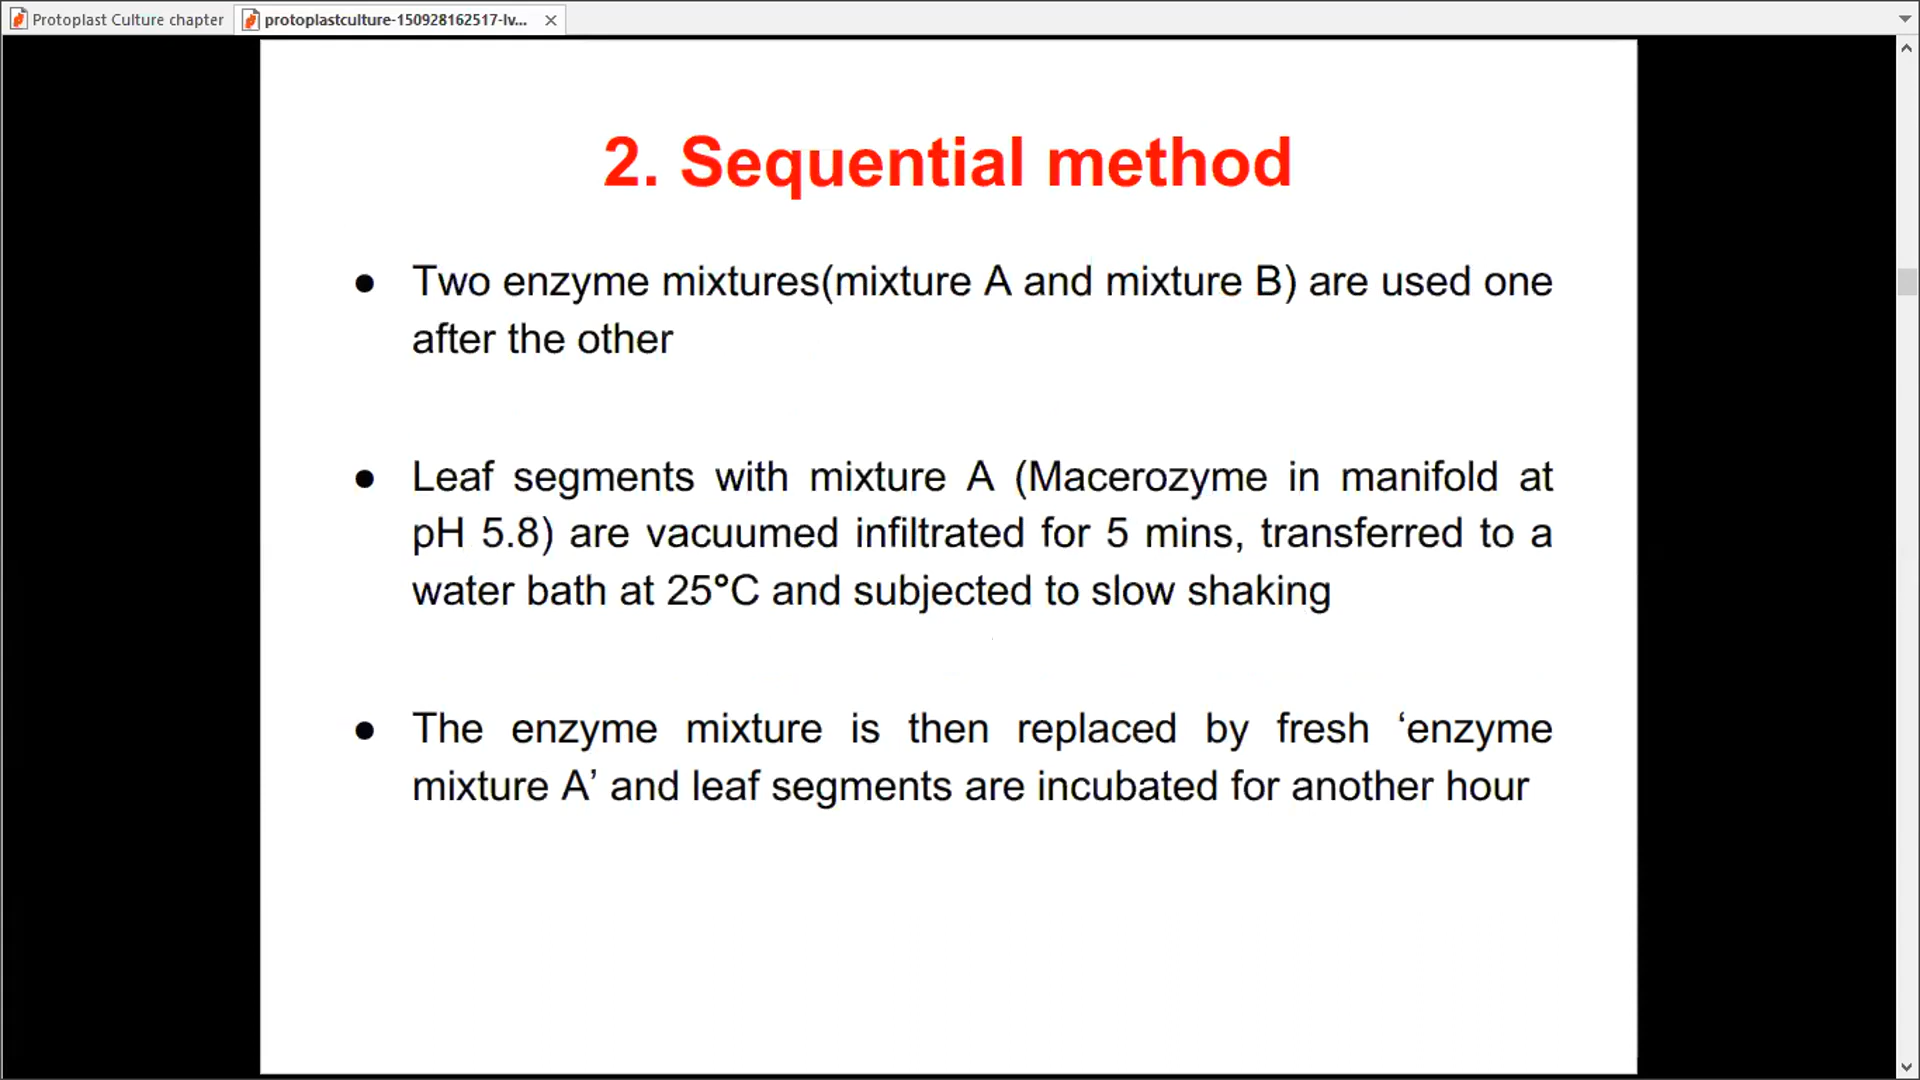 Protoplast Culture chapter
protoplastculture-150928162517-lv...
2. Sequential method
● Two enzyme mixtures(mixture A and mixture B) are used one
after the other
● Leaf segments with mixture A (Macerozyme in manifold at
pH 5.8) are vacuumed infiltrated for 5 mins, transferred to a
water bath at 25°C and subjected to slow shaking
● The enzyme mixture is then replaced by fresh ‘enzyme
mixture A’ and leaf segments are incubated for another hour